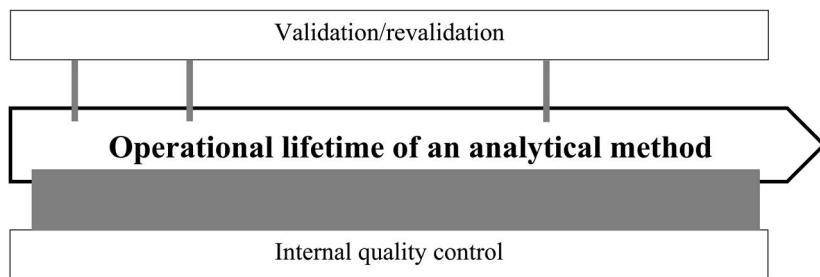 Validation/revalidation
Operational lifetime of an analytical method
Internal quality control